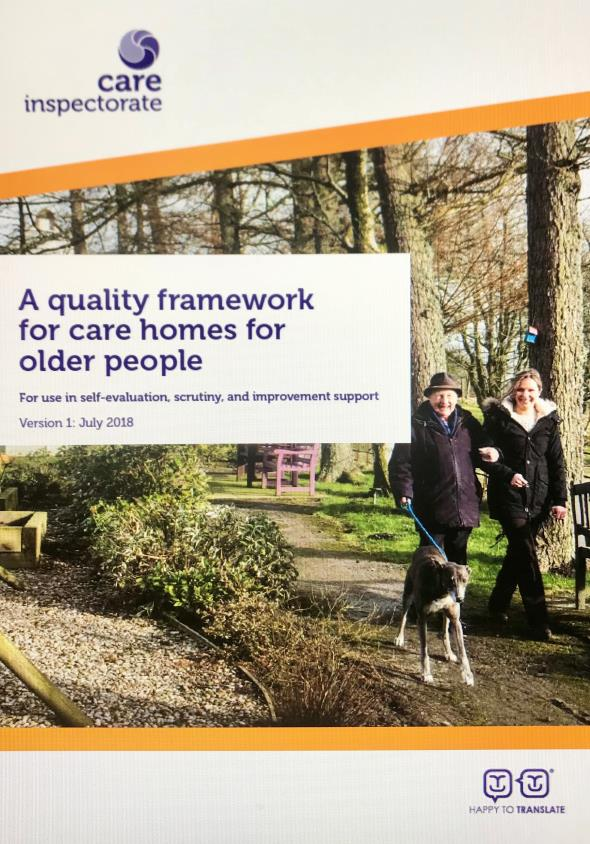 care
inspectorate
A quality framework
for care homes for
older people
For use in self-evaluation, scrutiny, and improvement support
Version 1: July 2018
HAPPY TO TRANSLATE